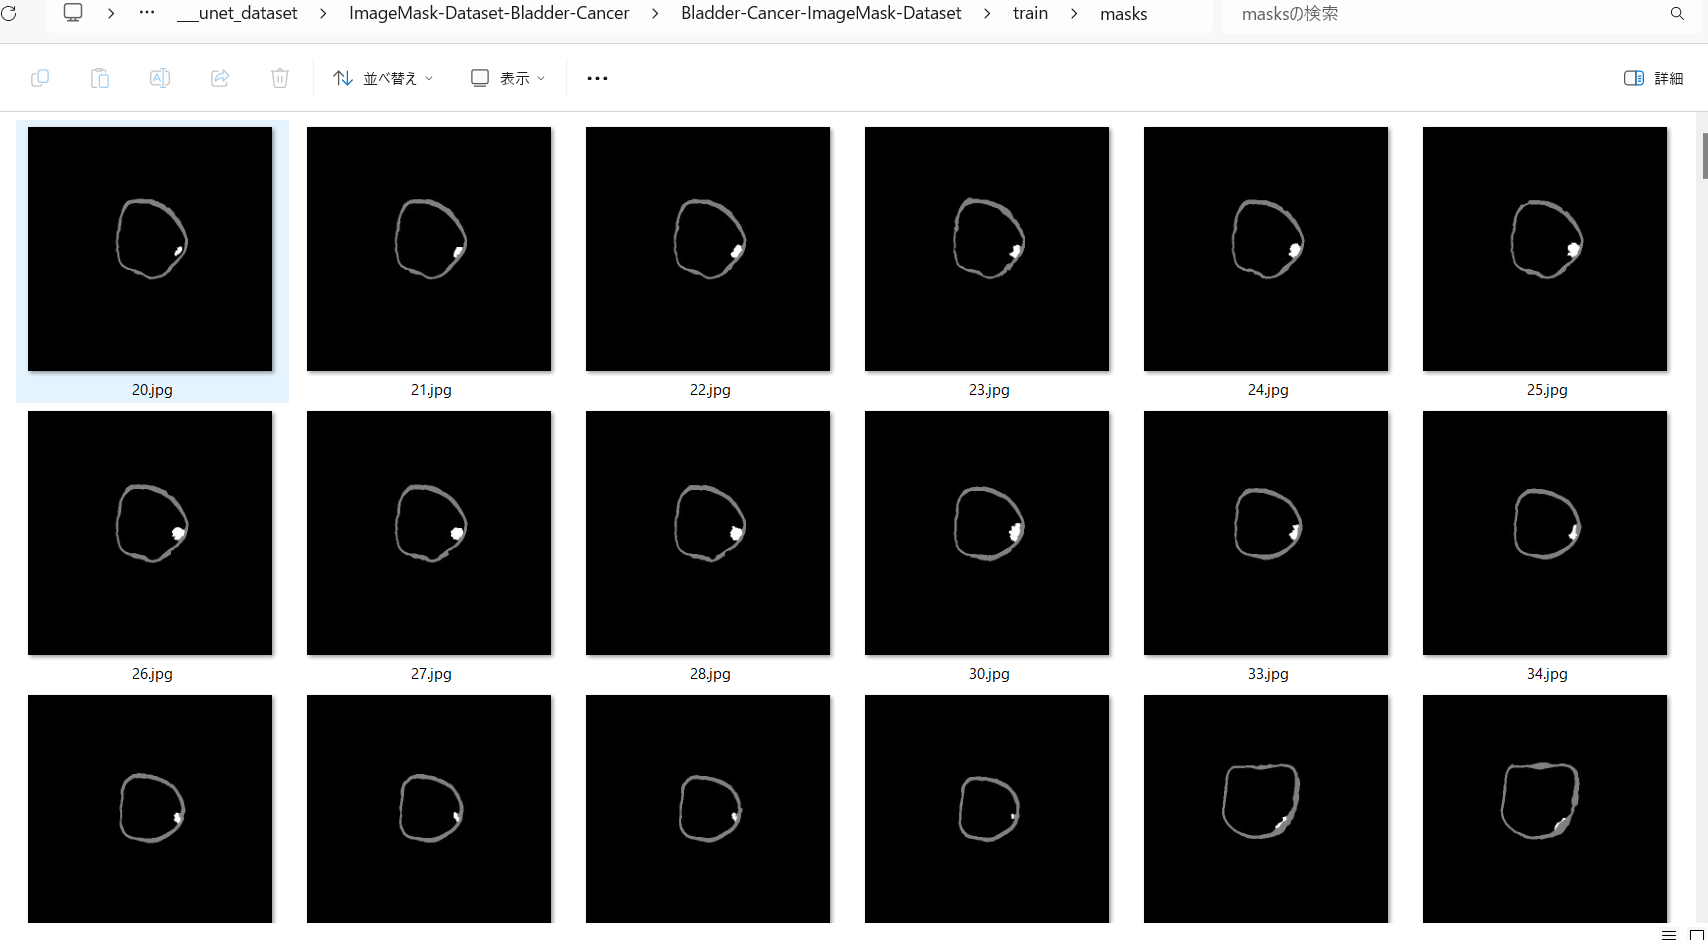 … ___unet_dataset > ImageMask-Dataset-Bladder-Cancer > Bladder-Cancer-ImageMask-Dataset > train > masks masksの検索
並べ替え 表示 … 詳細
20.jpg 21.jpg 22.jpg 23.jpg 24.jpg 25.jpg
26.jpg 27.jpg 28.jpg 30.jpg 33.jpg 34.jpg